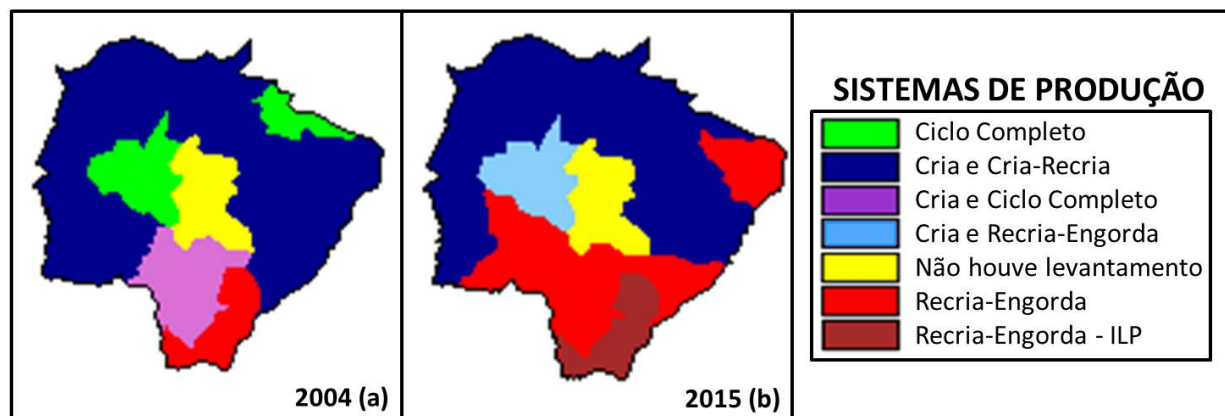 2004 (a)
2015 (b)
SISTEMAS DE PRODUÇÃO
Ciclo Completo
Cria e Cria-Recria
Cria e Ciclo Completo
Cria e Recria-Engorda
Não houve levantamento
Recria-Engorda
Recria-Engorda - ILP